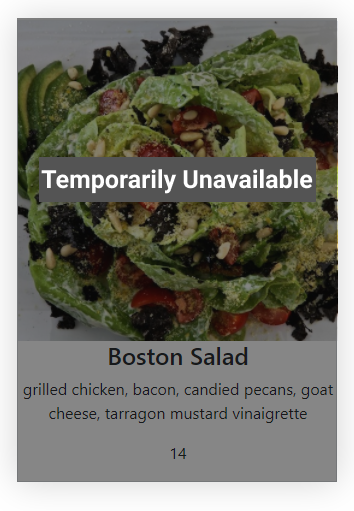 Temporarily Unavailable
Boston Salad
grilled chicken, bacon, candied pecans, goat
cheese, tarragon mustard vinaigrette
14